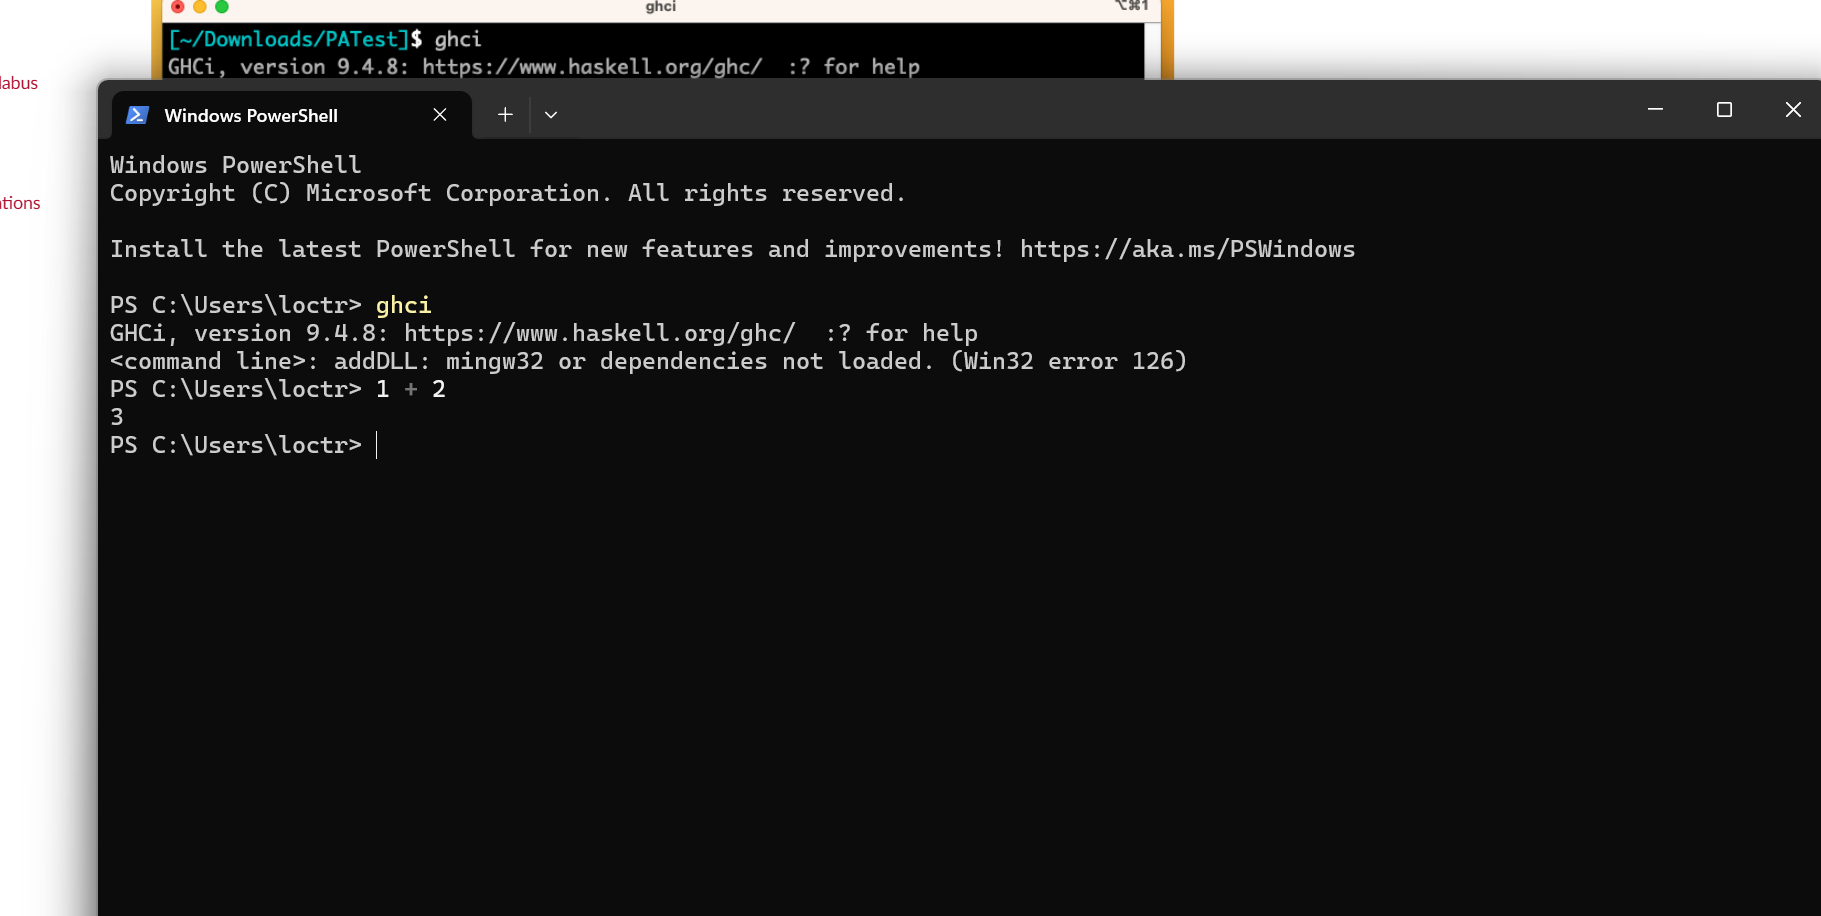 ghci
⌥⌘1
[~/Downloads/PATest]$ ghci
GHCi, version 9.4.8: https://www.haskell.org/ghc/  :? for help
Windows PowerShell
Windows PowerShell
Copyright (C) Microsoft Corporation. All rights reserved.
Install the latest PowerShell for new features and improvements! https://aka.ms/PSWindows
PS C:\Users\loctr> ghci
GHCi, version 9.4.8: https://www.haskell.org/ghc/  :? for help
<command line>: addDLL: mingw32 or dependencies not loaded. (Win32 error 126)
PS C:\Users\loctr> 1 + 2
3
PS C:\Users\loctr>